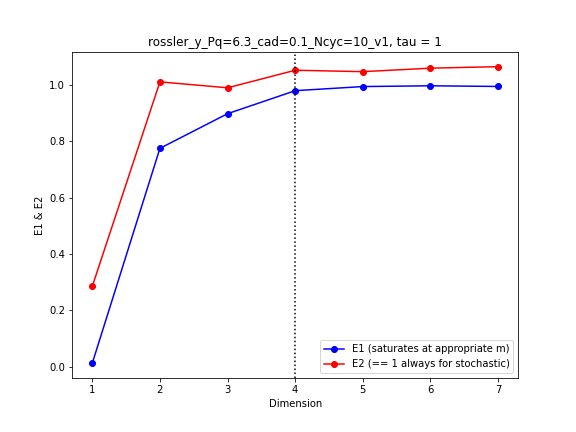 rossler_y_Pq=6.3_cad=0.1_Ncyc=10_v1, tau = 1
1.0
0.8
0.6
0.4
0.2
0.0
E1 & E2
E1 (saturates at appropriate m)
E2 (== 1 always for stochastic)
1 2 3 4 5 6 7
Dimension